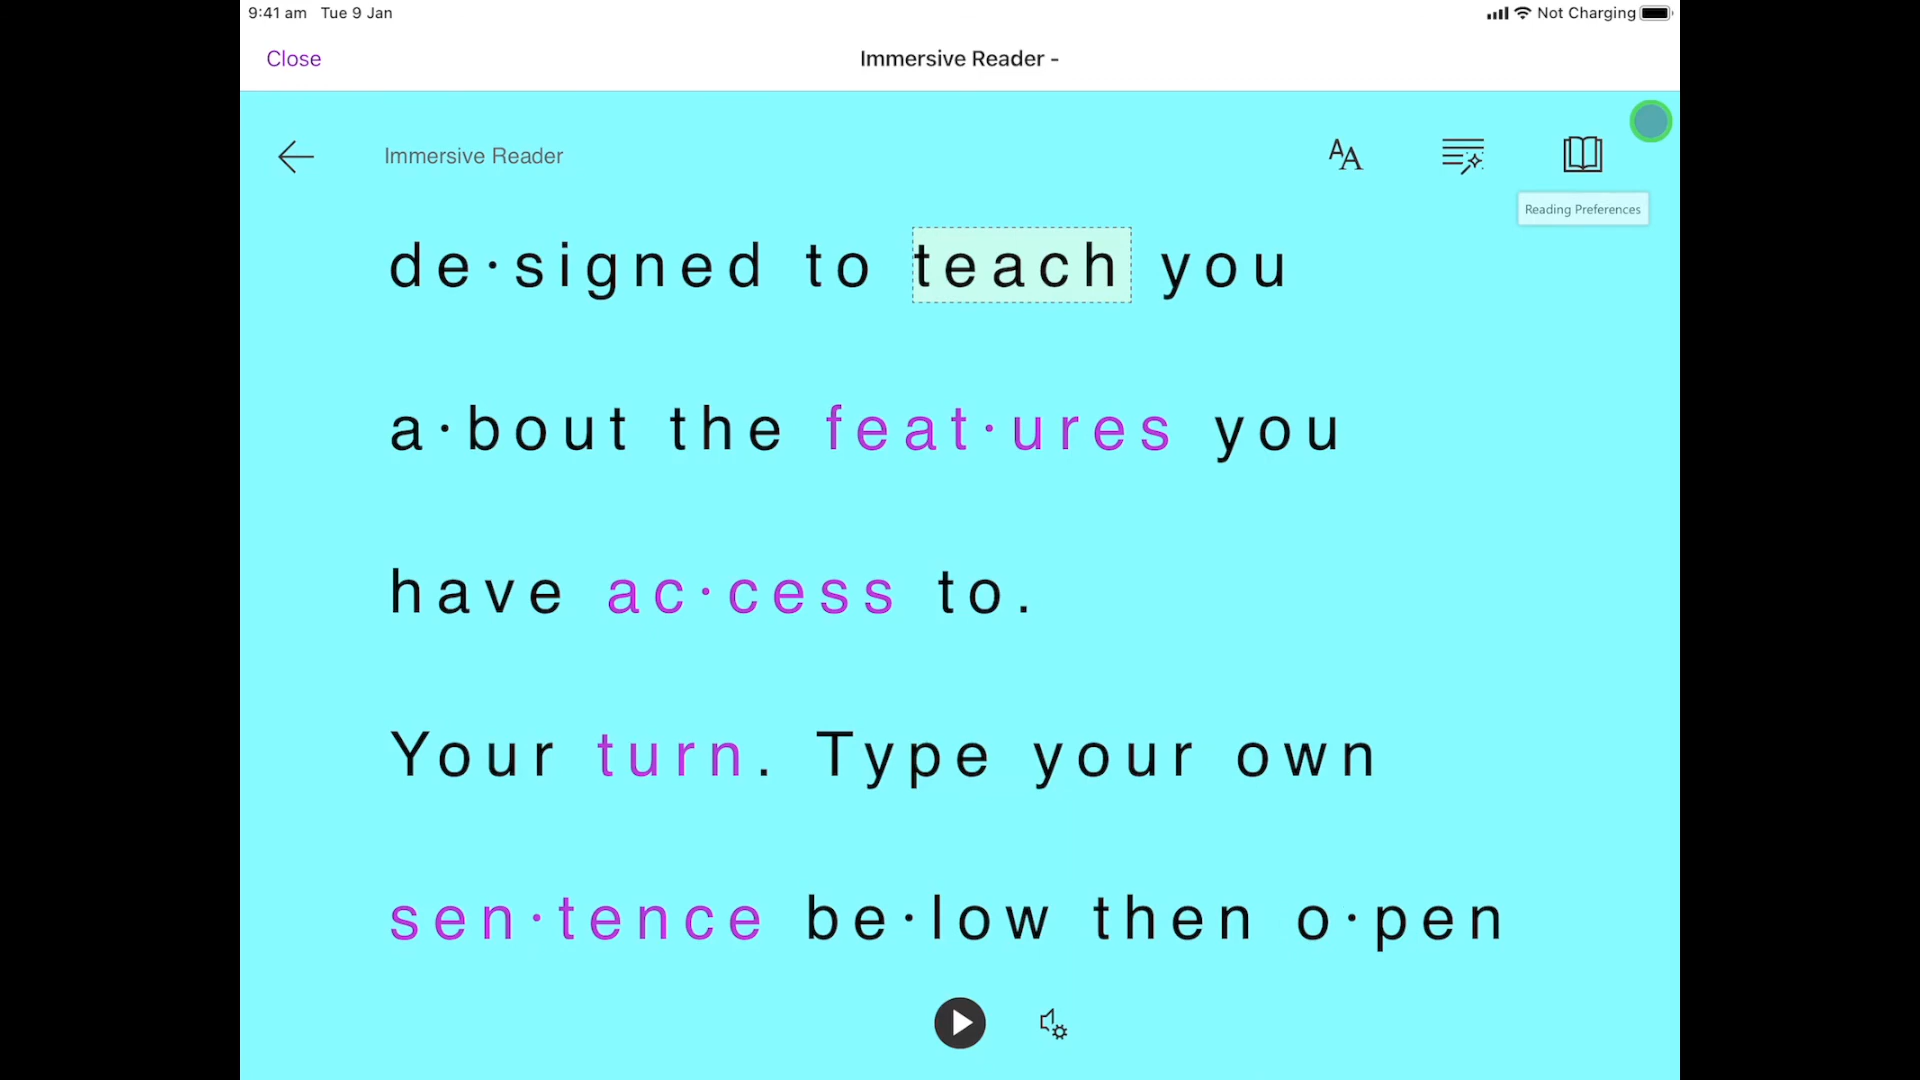 9:41 am Tue 9 Jan
Not Charging
Close
Immersive Reader -
Immersive Reader
AA
Reading Preferences
de·signed to teach you
a·bout the feat·ures you
have ac·cess to.
Your turn. Type your own
sen·tence be·low then o·pen